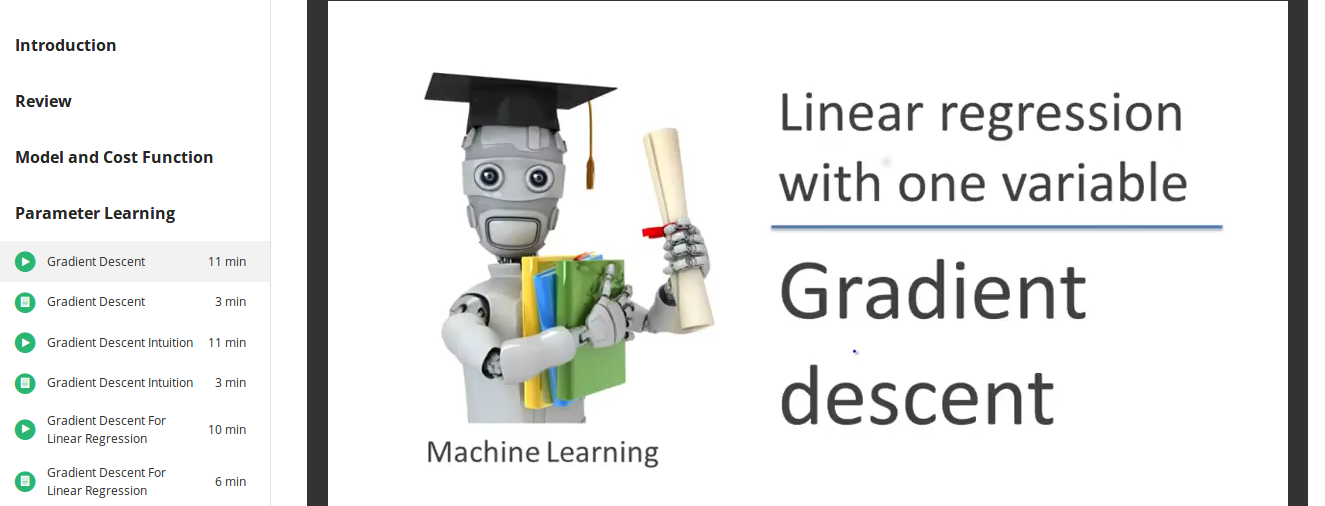 Introduction
Review
Model and Cost Function
Parameter Learning
Gradient Descent 11 min
Gradient Descent 3 min
Gradient Descent Intuition 11 min
Gradient Descent Intuition 3 min
Gradient Descent For
Linear Regression 10 min
Gradient Descent For
Linear Regression 6 min
Linear regression
with one variable
Gradient
descent
Machine Learning